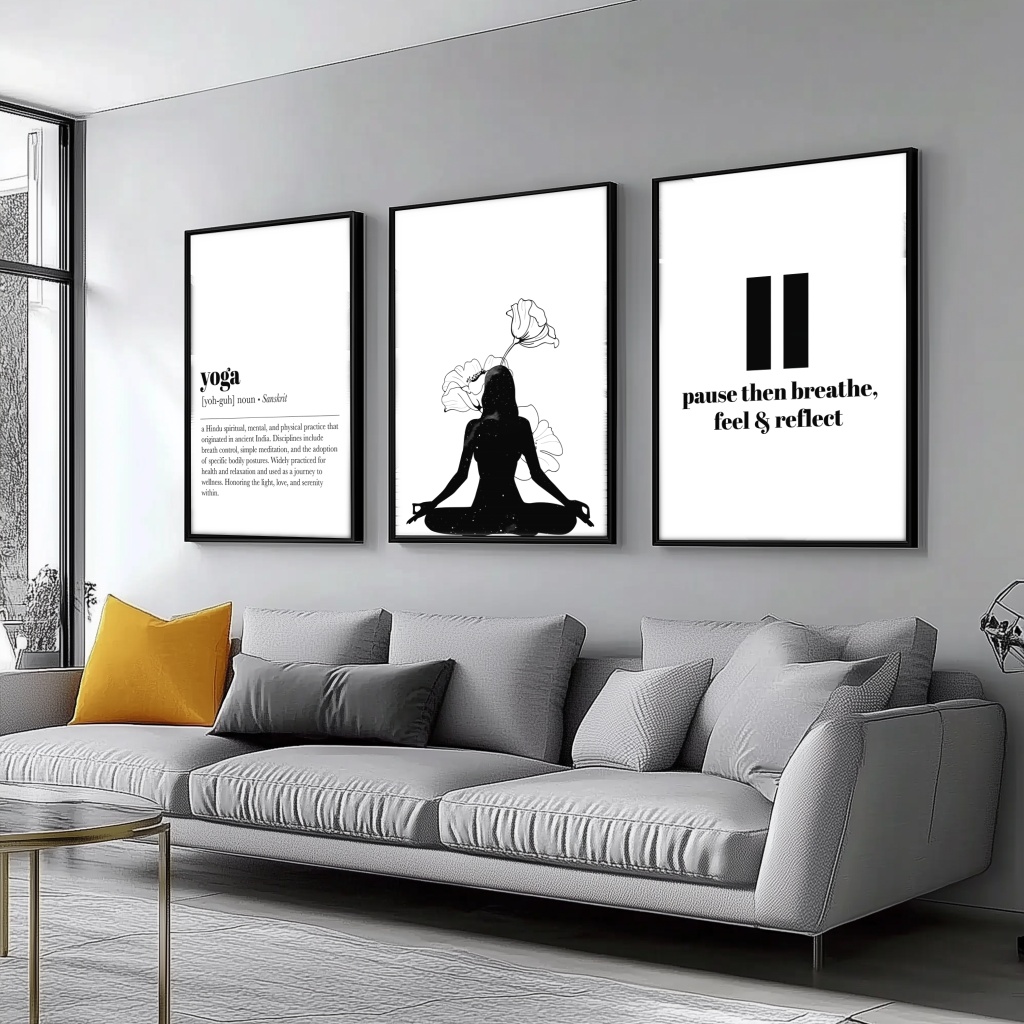 yoga
[yoh-guh] noun • Sanskrit
a Hindu spiritual, mental, and physical practice that
originated in ancient India. Disciplines include
breath control, simple meditation, and the adoption
of specific bodily postures. Widely practiced for
health and relaxation and used as a journey to
wellness. Honoring the light, love, and serenity
within.
pause then breathe,
feel & reflect